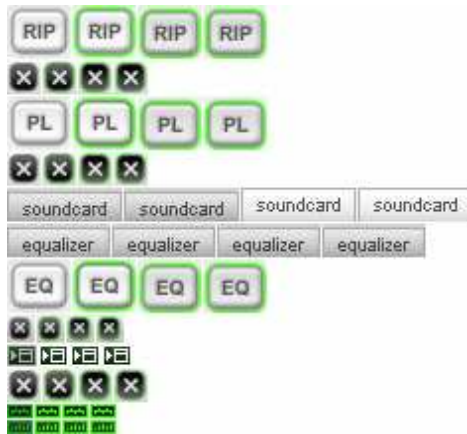 RIP RIP RIP RIP
PL PL PL PL
soundcard soundcard soundcard soundcard
equalizer equalizer equalizer equalizer
EQ EQ EQ EQ